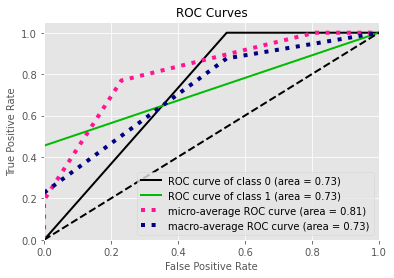 ROC Curves
True Positive Rate
1.0
0.8
0.6
0.4
0.2
0.0
ROC curve of class 0 (area = 0.73)
ROC curve of class 1 (area = 0.73)
micro-average ROC curve (area = 0.81)
macro-average ROC curve (area = 0.73)
0.0 0.2 0.4 0.6 0.8 1.0
False Positive Rate